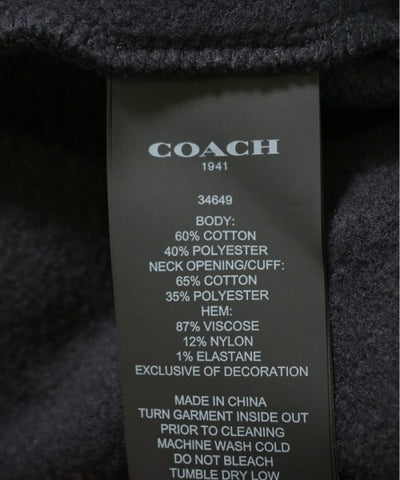 COACH
1941
34649
BODY:
60% COTTON
40% POLYESTER
NECK OPENING/CUFF:
65% COTTON
35% POLYESTER
HEM:
87% VISCOSE
12% NYLON
1% ELASTANE
EXCLUSIVE OF DECORATION
MADE IN CHINA
TURN GARMENT INSIDE OUT
PRIOR TO CLEANING
MACHINE WASH COLD
DO NOT BLEACH
TUMBLE DRY LOW